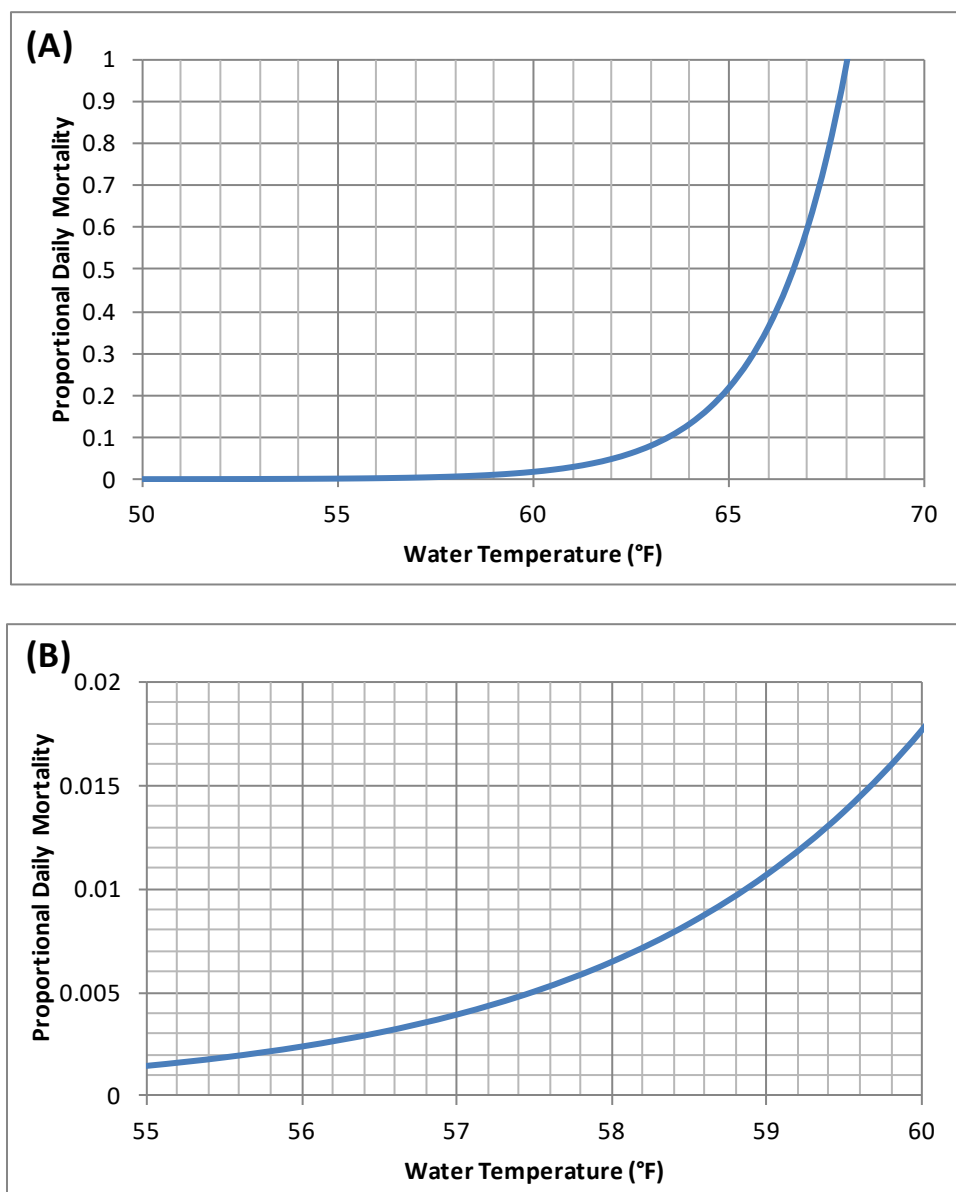 (A)
Proportional Daily Mortality
1
0.9
0.8
0.7
0.6
0.5
0.4
0.3
0.2
0.1
0
50 55 60 65 70
Water Temperature (°F)
(B)
Proportional Daily Mortality
0.02
0.015
0.01
0.005
0
55 56 57 58 59 60
Water Temperature (°F)